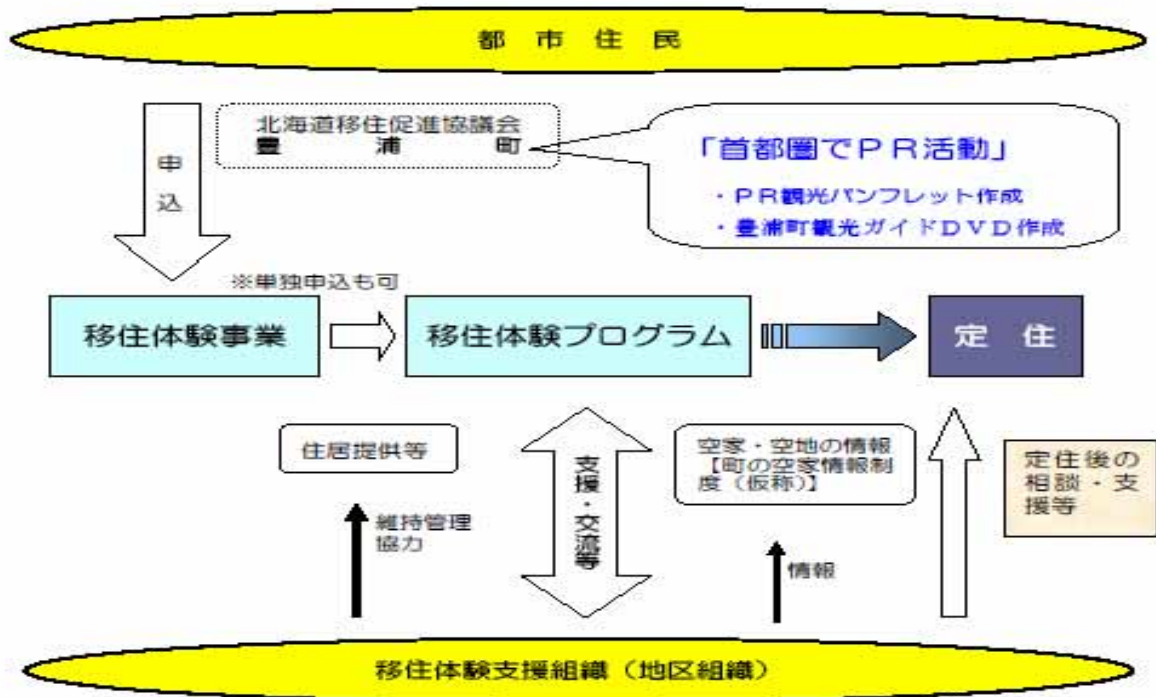 都市住民
北海道移住促進協議会
豊浦町
「首都圏でＰＲ活動」
・ＰＲ観光パンフレット作成
・豊浦町観光ガイドＤＶＤ作成
申込
※単独申込も可
移住体験事業
移住体験プログラム
定住
住居提供等
維持管理
協力
支援・交流等
空家・空地の情報
【町の空家情報制
度（仮称）】
情報
定住後の
相談・支
援等
移住体験支援組織（地区組織）